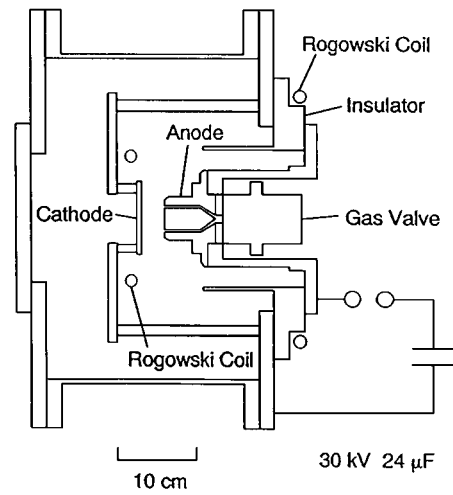 Rogowski Coil
Insulator
Anode
Cathode
Gas Valve
Rogowski Coil
10 cm
30 kV 24 μF